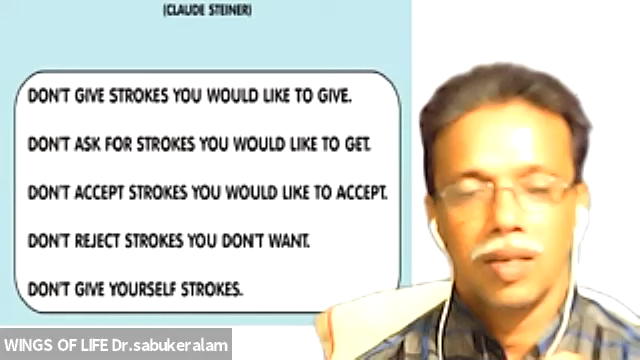 (CLAUDE STEINER)
DON'T GIVE STROKES YOU WOULD LIKE TO GIVE.
DON'T ASK FOR STROKES YOU WOULD LIKE TO GET.
DON'T ACCEPT STROKES YOU WOULD LIKE TO ACCEPT.
DON'T REJECT STROKES YOU DON'T WANT.
DON'T GIVE YOURSELF STROKES.
WINGS OF LIFE Dr.sabukeralam